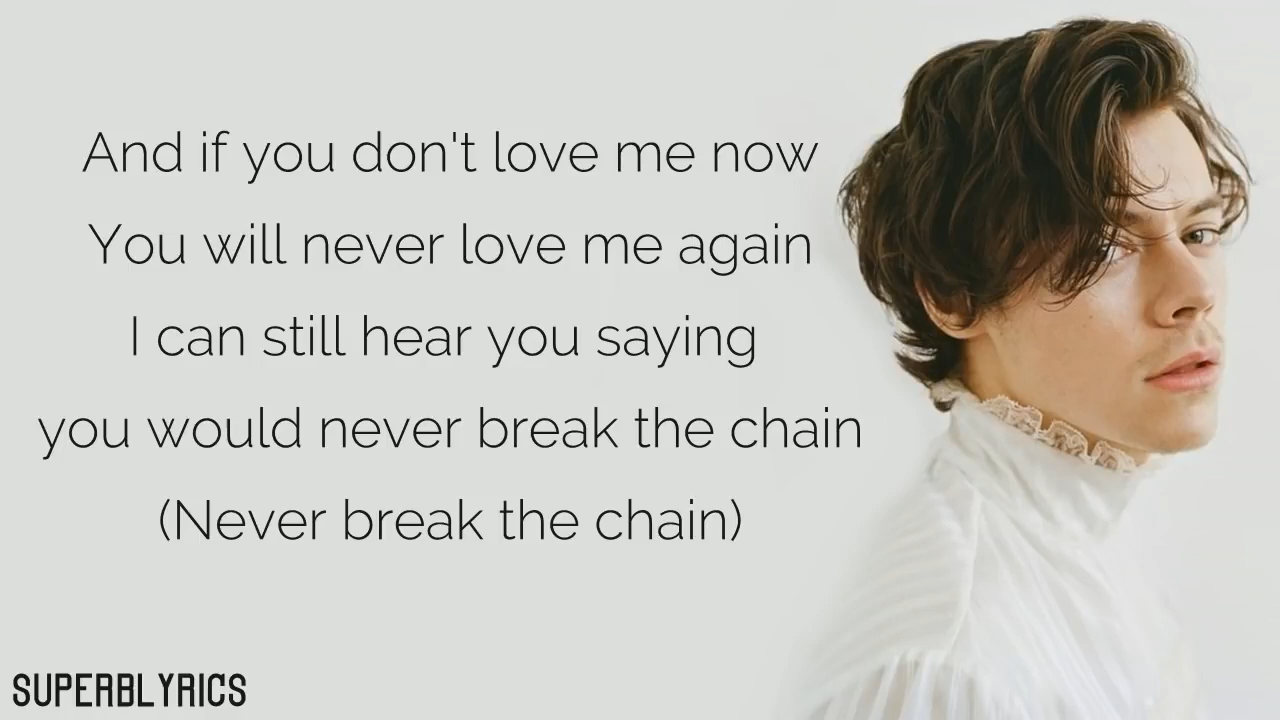 And if you don't love me now
You will never love me again
I can still hear you saying
you would never break the chain
(Never break the chain)
SUPERBLYRICS